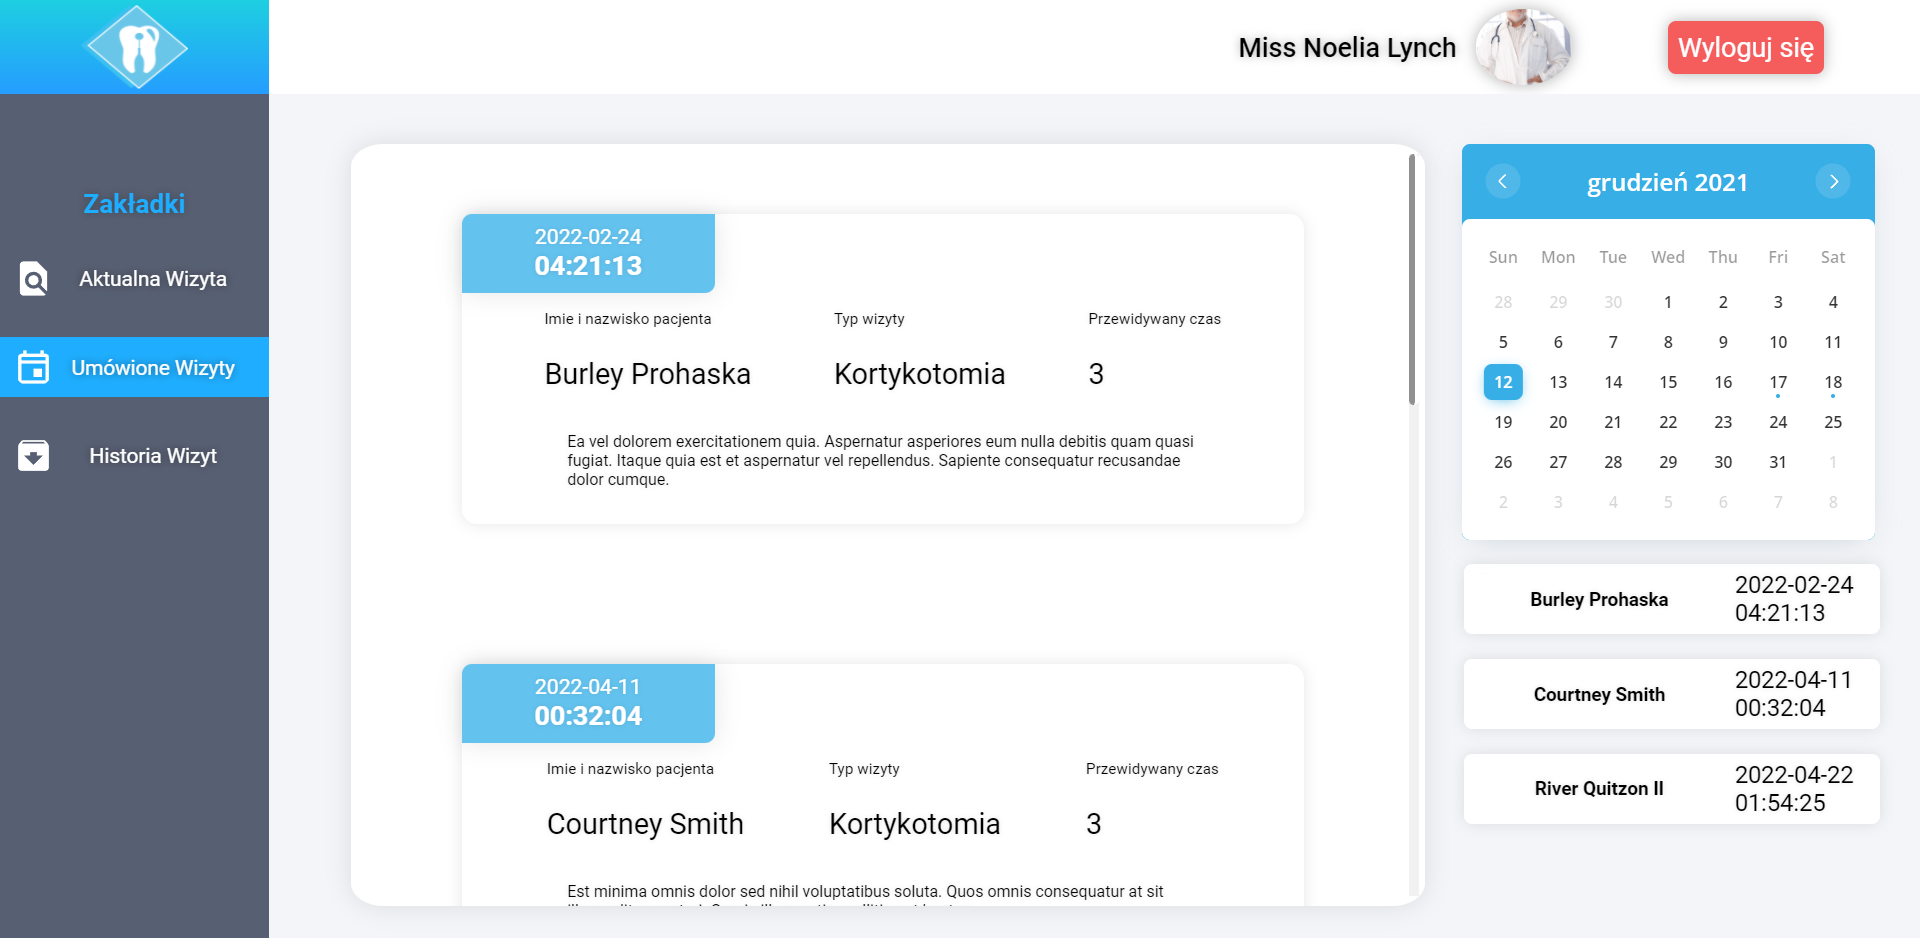 Miss Noelia Lynch
Wyloguj się
Zakładki
Aktualna Wizyta
Umówione Wizyty
Historia Wizyt
2022-02-24
04:21:13
Imie i nazwisko pacjenta Typ wizyty Przewidywany czas
Burley Prohaska Kortykotomia 3
Ea vel dolorem exercitationem quia. Aspernatur asperiores eum nulla debitis quam quasi
fugiat. Itaque quia est et aspernatur vel repellendus. Sapiente consequatur recusandae
dolor cumque.
2022-04-11
00:32:04
Imie i nazwisko pacjenta Typ wizyty Przewidywany czas
Courtney Smith Kortykotomia 3
Est minima omnis dolor sed nihil voluptatibus soluta. Quos omnis consequatur at sit
grudzień 2021
Sun Mon Tue Wed Thu Fri Sat
28 29 30 1 2 3 4
5 6 7 8 9 10 11
12 13 14 15 16 17 18
19 20 21 22 23 24 25
26 27 28 29 30 31 1
2 3 4 5 6 7 8
Burley Prohaska
2022-02-24
04:21:13
Courtney Smith
2022-04-11
00:32:04
River Quitzon II
2022-04-22
01:54:25